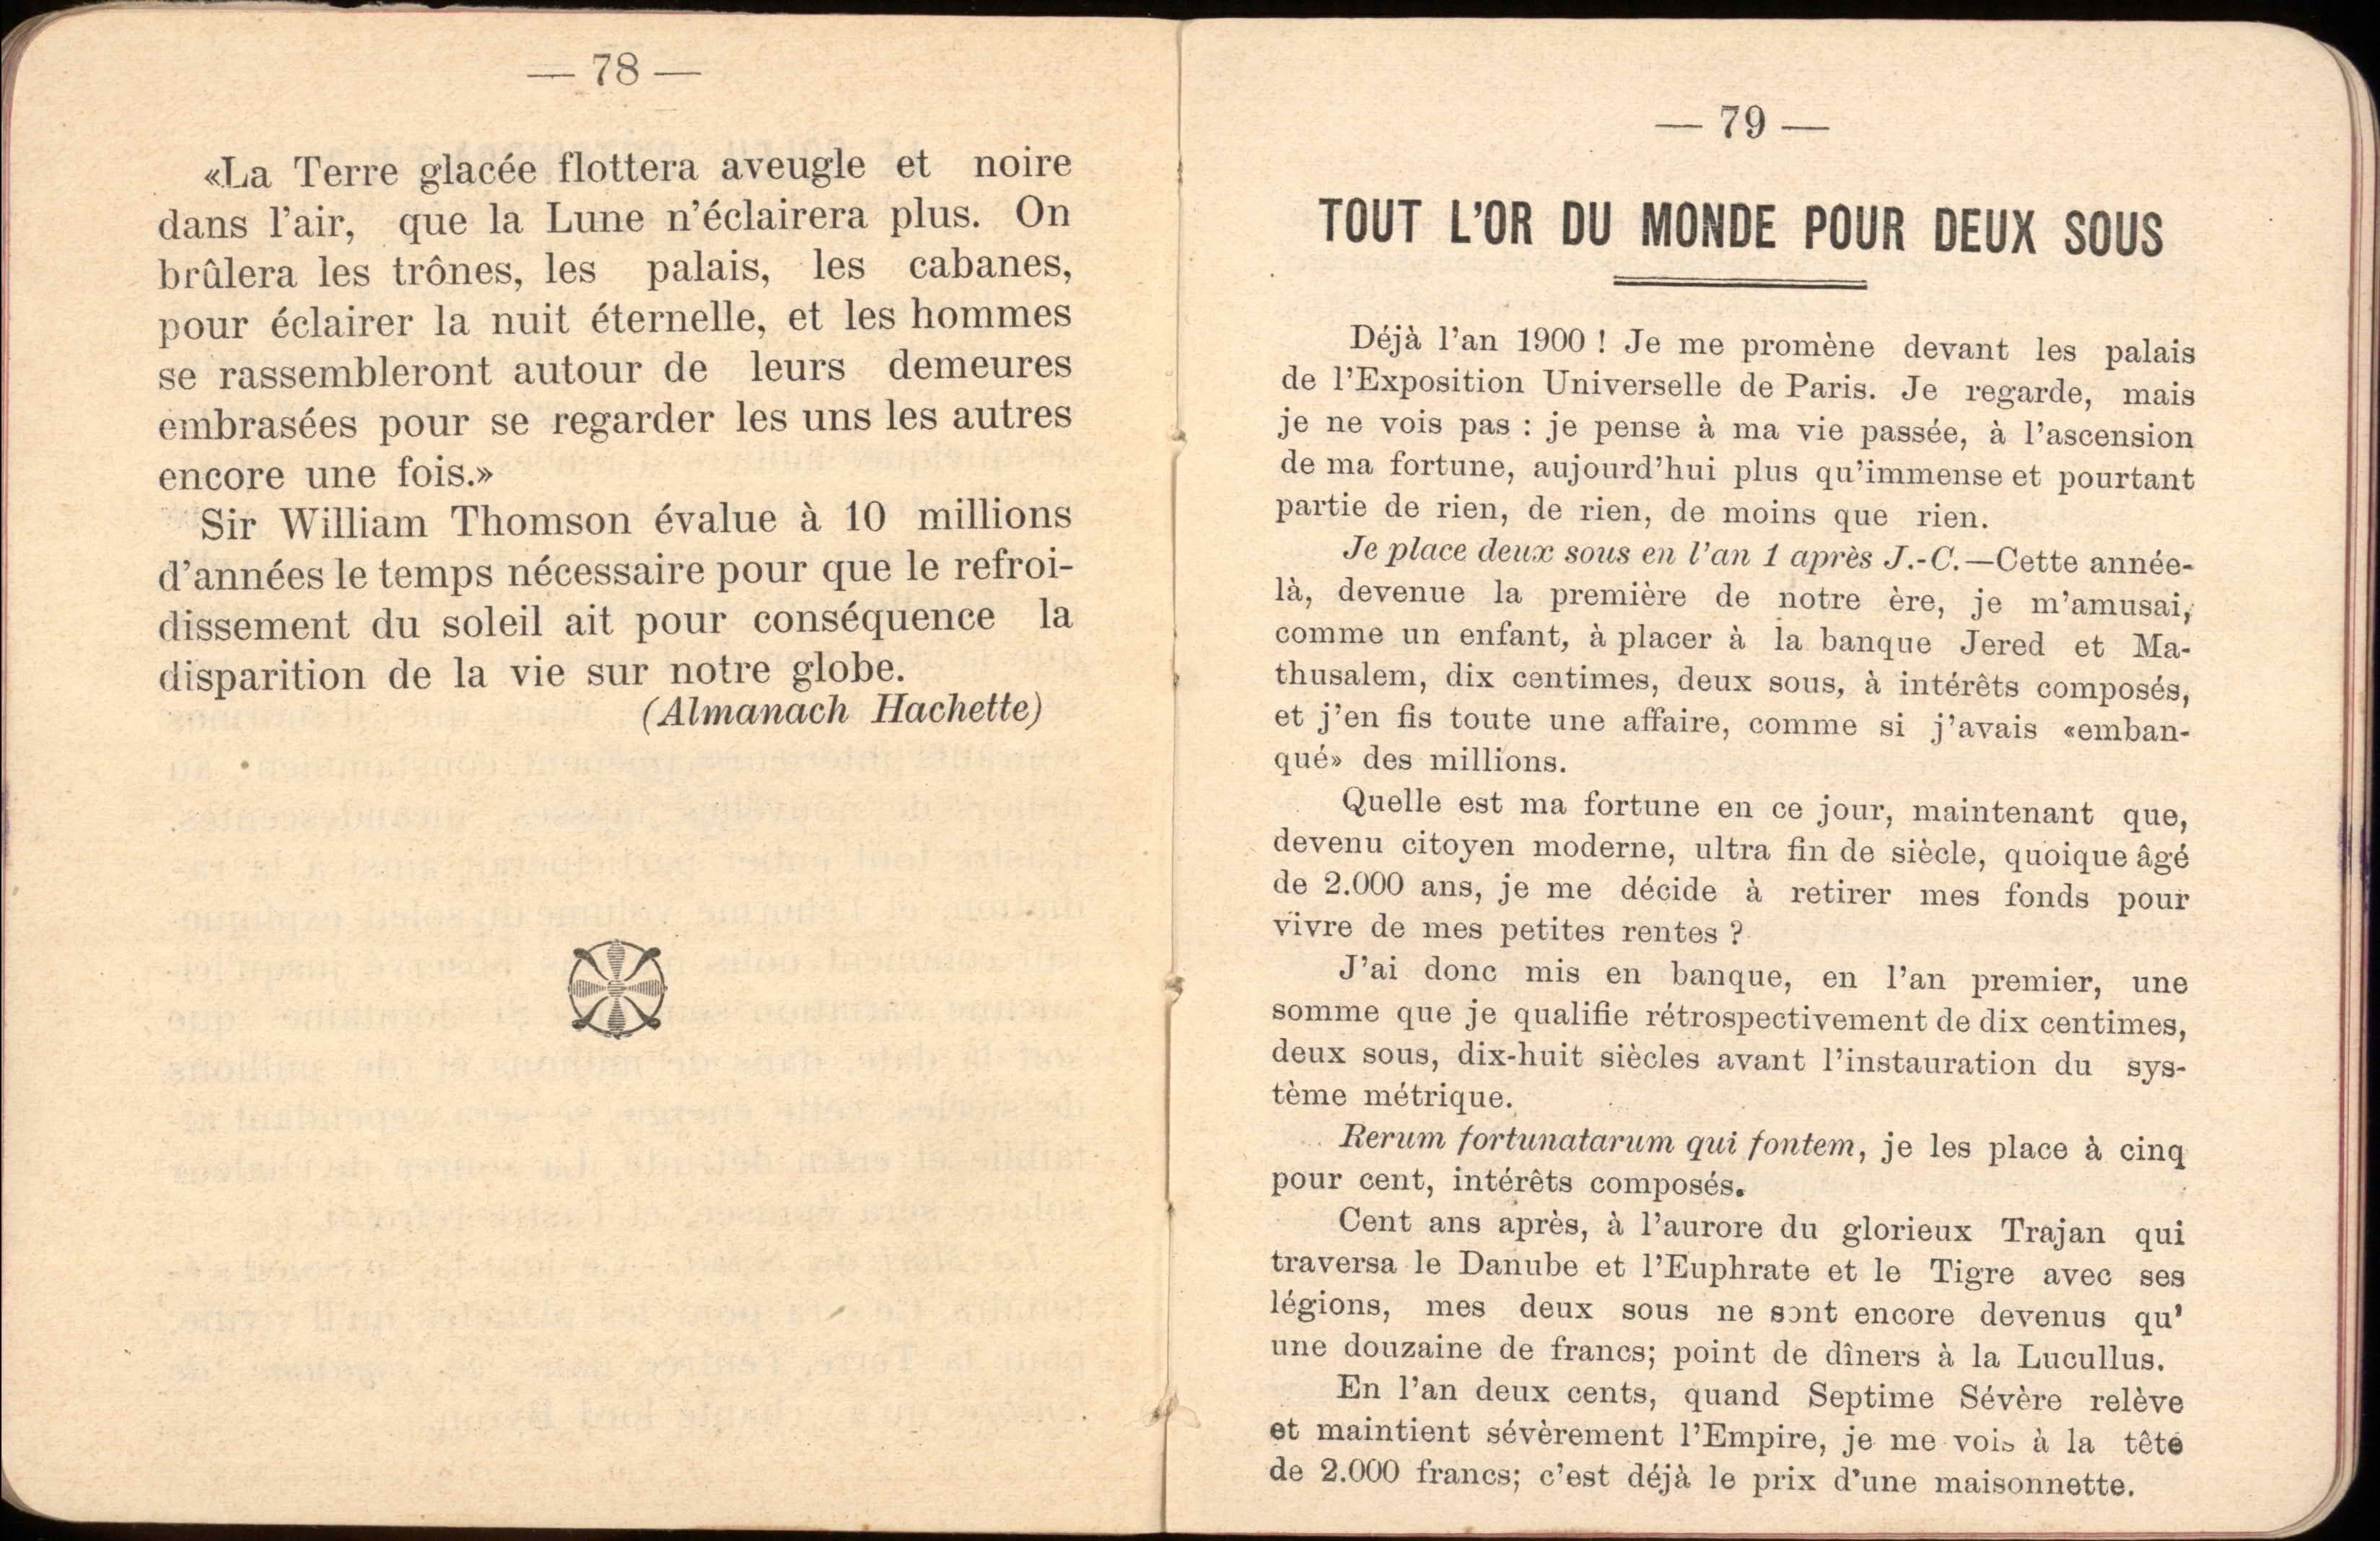 — 78 —
«La Terre glacée flottera aveugle et noire
dans l'air, que la Lune n'éclairera plus. On
brûlera les trônes, les palais, les cabanes,
pour éclairer la nuit éternelle, et les hommes
se rassembleront autour de leurs demeures
embrasées pour se regarder les uns les autres
encore une fois.»
Sir William Thomson évalue à 10 millions
d'années le temps nécessaire pour que le refroi-
dissement du soleil ait pour conséquence la
disparition de la vie sur notre globe.
(Almanach Hachette)
— 79 —
TOUT L'OR DU MONDE POUR DEUX SOUS
Déjà l'an 1900 ! Je me promène devant les palais
de l'Exposition Universelle de Paris. Je regarde, mais
je ne vois pas : je pense à ma vie passée, à l'ascension
de ma fortune, aujourd'hui plus qu'immense et pourtant
partie de rien, de rien, de moins que rien.
Je place deux sous en l'an 1 après J.-C.—Cette année-
là, devenue la première de notre ère, je m'amusai,
comme un enfant, à placer à la banque Jered et Ma-
thusalem, dix centimes, deux sous, à intérêts composés,
et j'en fis toute une affaire, comme si j'avais «emban-
qué» des millions.
Quelle est ma fortune en ce jour, maintenant que,
devenu citoyen moderne, ultra fin de siècle, quoique âgé
de 2.000 ans, je me décide à retirer mes fonds pour
vivre de mes petites rentes ?
J'ai donc mis en banque, en l'an premier, une
somme que je qualifie rétrospectivement de dix centimes,
deux sous, dix-huit siècles avant l'instauration du sys-
tème métrique.
Rerum fortunatarum qui fontem, je les place à cinq
pour cent, intérêts composés.
Cent ans après, à l'aurore du glorieux Trajan qui
traversa le Danube et l'Euphrate et le Tigre avec ses
légions, mes deux sous ne sont encore devenus qu'
une douzaine de francs; point de dîners à la Lucullus.
En l'an deux cents, quand Septime Sévère relève
et maintient sévèrement l'Empire, je me vois à la tête
de 2.000 francs; c'est déjà le prix d'une maisonnette.